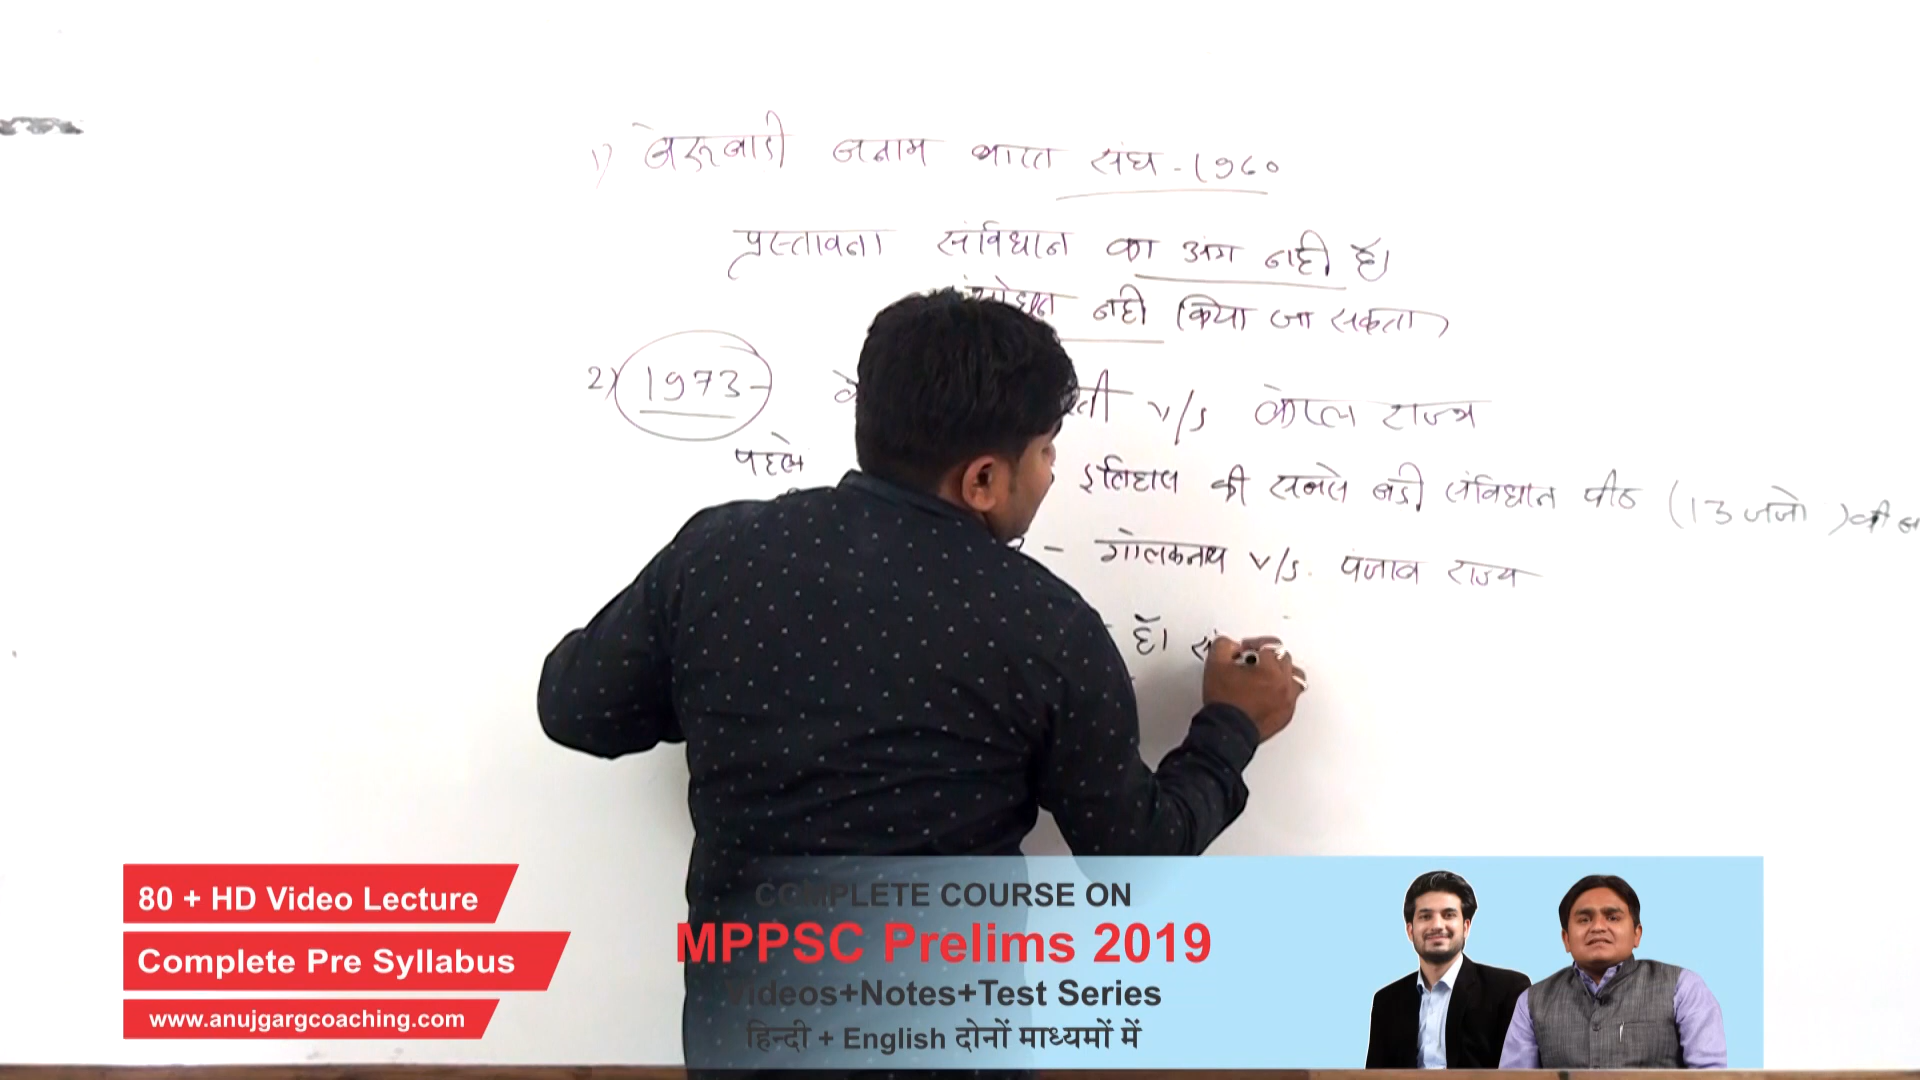 1) बेरूबाडी बनाम भारत संघ - 1960
प्रस्तावना संविधान का अंग नही है।
संशोधन नही किया जा सकता
2) 1973 - v/s केरल राज्य
पहले इतिहास की सबसे बडी संविधान पीठ (13 जजो) की
- गोलकनाथ v/s. पंजाब राज्य
है।
80 + HD Video Lecture
Complete Pre Syllabus
www.anujgargcoaching.com
COMPLETE COURSE ON
MPPSC Prelims 2019
Videos+Notes+Test Series
हिन्दी + English दोनों माध्यमों में